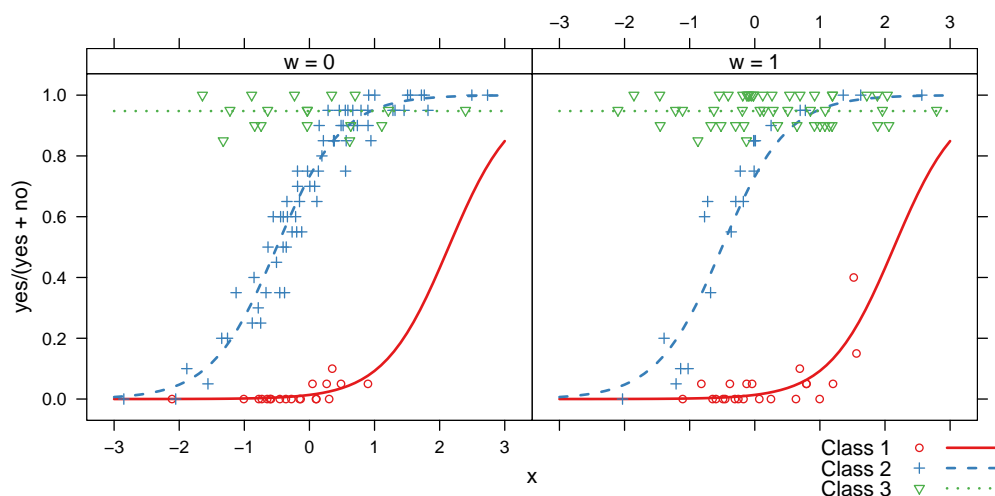 −3 −2 −1 0 1 2 3
w = 0 w = 1
1.0
0.8
0.6
0.4
0.2
0.0
yes/(yes + no)
−3 −2 −1 0 1 2 3
x
Class 1
Class 2
Class 3